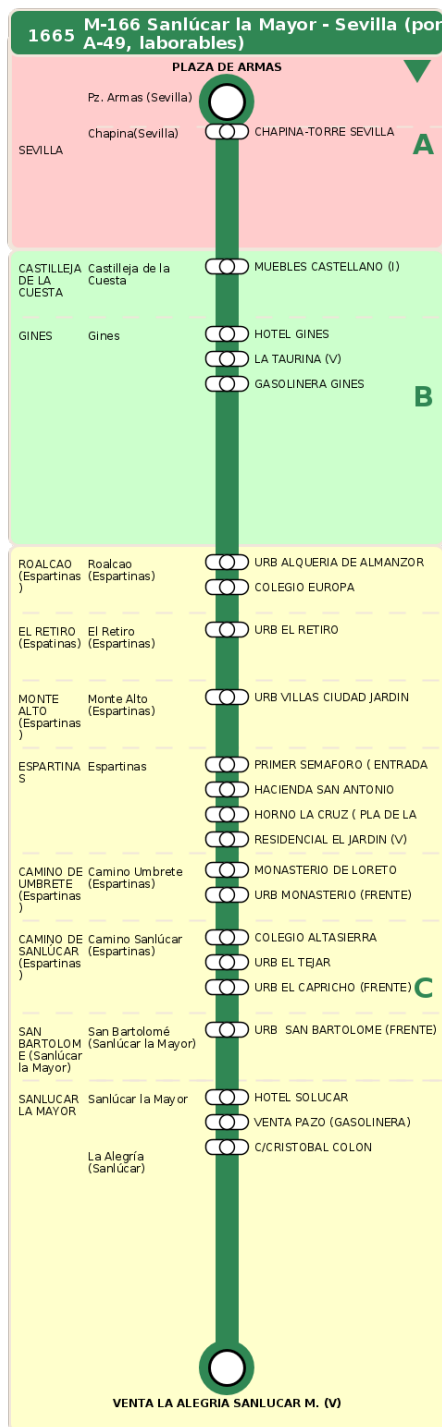 1665 M-166 Sanlúcar la Mayor - Sevilla (por
A-49, laborables)
PLAZA DE ARMAS
Pz. Armas (Sevilla)
Chapina(Sevilla)
CHAPINA-TORRE SEVILLA
A
SEVILLA
CASTILLEJA
DE LA
CUESTA
Castilleja de la
Cuesta
MUEBLES CASTELLANO (I)
GINES
Gines
HOTEL GINES
LA TAURINA (V)
GASOLINERA GINES
B
ROALCAO
(Espartinas
)
Roalcao
(Espartinas)
URB ALQUERIA DE ALMANZOR
COLEGIO EUROPA
EL RETIRO
(Espatinas)
El Retiro
(Espartinas)
URB EL RETIRO
MONTE
ALTO
(Espartinas
)
Monte Alto
(Espartinas)
URB VILLAS CIUDAD JARDIN
ESPARTINA
S
Espartinas
PRIMER SEMAFORO ( ENTRADA
HACIENDA SAN ANTONIO
HORNO LA CRUZ ( PLA DE LA
RESIDENCIAL EL JARDIN (V)
CAMINO DE
UMBRETE
(Espartinas
)
Camino Umbrete
(Espartinas)
MONASTERIO DE LORETO
URB MONASTERIO (FRENTE)
CAMINO DE
SANLÚCAR
(Espartinas
)
Camino Sanlúcar
(Espartinas)
COLEGIO ALTASIERRA
URB EL TEJAR
URB EL CAPRICHO (FRENTE)
C
SAN
BARTOLOM
E (Sanlúcar
la Mayor)
San Bartolomé
(Sanlúcar la Mayor)
URB  SAN BARTOLOME (FRENTE)
SANLUCAR
LA MAYOR
Sanlúcar la Mayor
HOTEL SOLUCAR
VENTA PAZO (GASOLINERA)
C/CRISTOBAL COLON
La Alegría
(Sanlúcar)
VENTA LA ALEGRIA SANLUCAR M. (V)